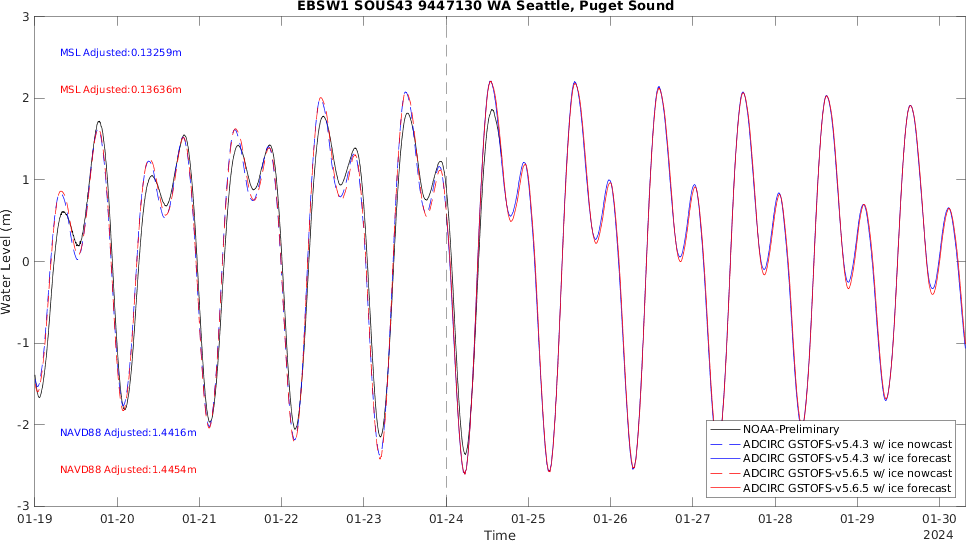 EBSW1 SOUS43 9447130 WA Seattle, Puget Sound
3
2
1
0
-1
-2
-3
Water Level (m)
MSL Adjusted:0.13259m
MSL Adjusted:0.13636m
NAVD88 Adjusted:1.4416m
NAVD88 Adjusted:1.4454m
NOAA-Preliminary
ADCIRC GSTOFS-v5.4.3 w/ ice nowcast
ADCIRC GSTOFS-v5.4.3 w/ ice forecast
ADCIRC GSTOFS-v5.6.5 w/ ice nowcast
ADCIRC GSTOFS-v5.6.5 w/ ice forecast
01-19 01-20 01-21 01-22 01-23 01-24 01-25 01-26 01-27 01-28 01-29 01-30
2024
Time